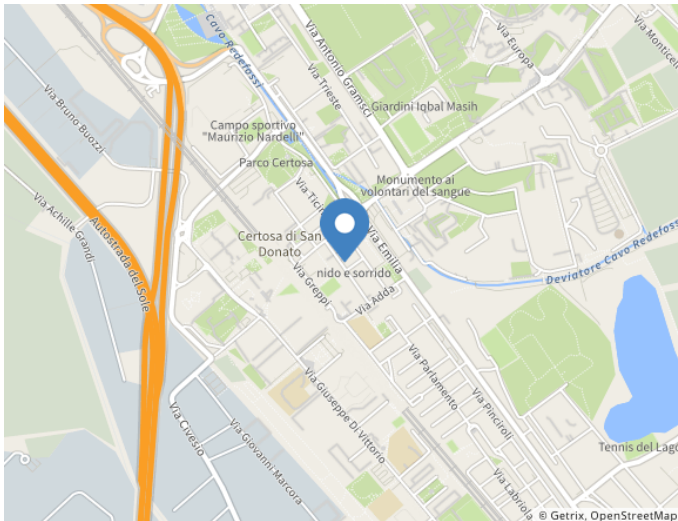 Cavo Redefossi
Via Antonio Gramsci
Via Europa
Via Monticelli
Via Trieste
Via Bruno Buozzi
Giardini Iqbal Masih
Campo sportivo
"Maurizio Nardelli"
Parco Certosa
Monumento ai
volontari del sangue
Via Achille Grandi
Via Ticin
Autostrada del Sole
Certosa di San
Donato
Via Emilia
nido e sorrido
Deviatore Cavo Redefossi
Via Greppi
Via Adda
Via Parlamento
Via Pinciroli
Via Giuseppe Di Vittorio
Via Civesio
Via Giovanni Marcora
Tennis del Lago
Via Labriola
© Getrix, OpenStreetMap